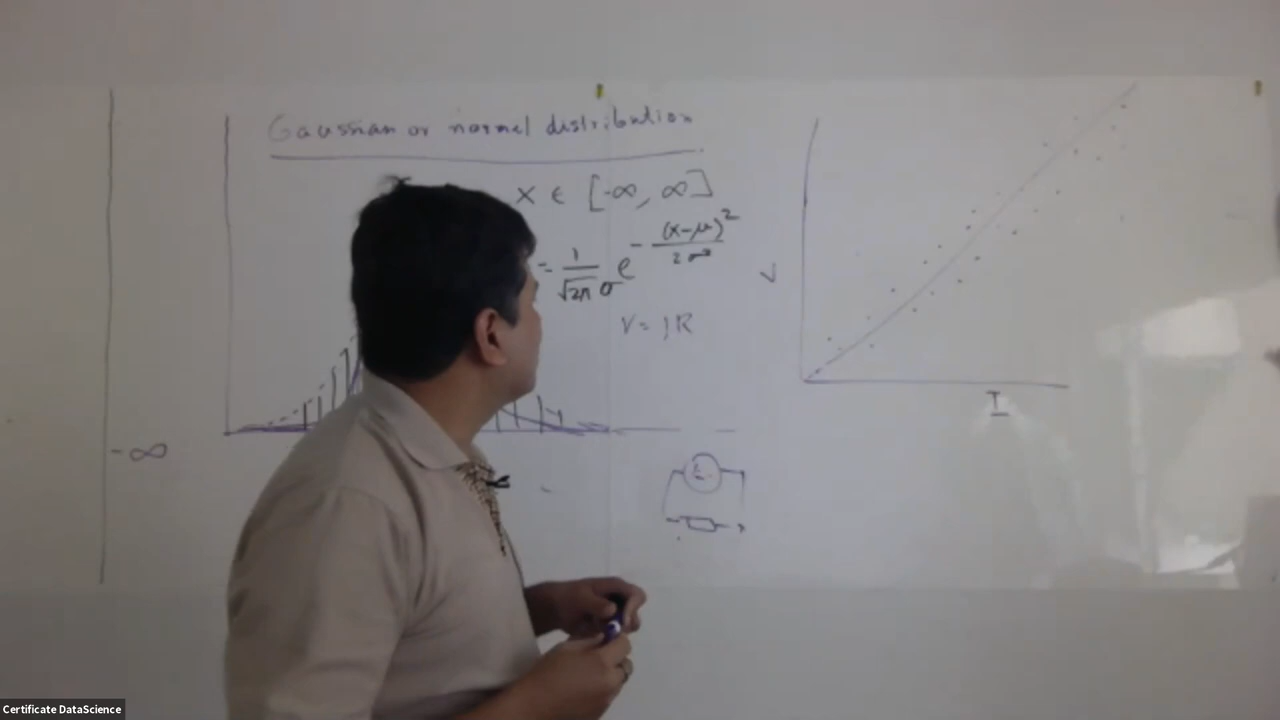 Gaussian or normal distribution
x ∈ [-∞, ∞]
= 1/(√2π σ) e^-(x-μ)²/2σ²
V = IR
V
I
-∞
Certificate DataScience